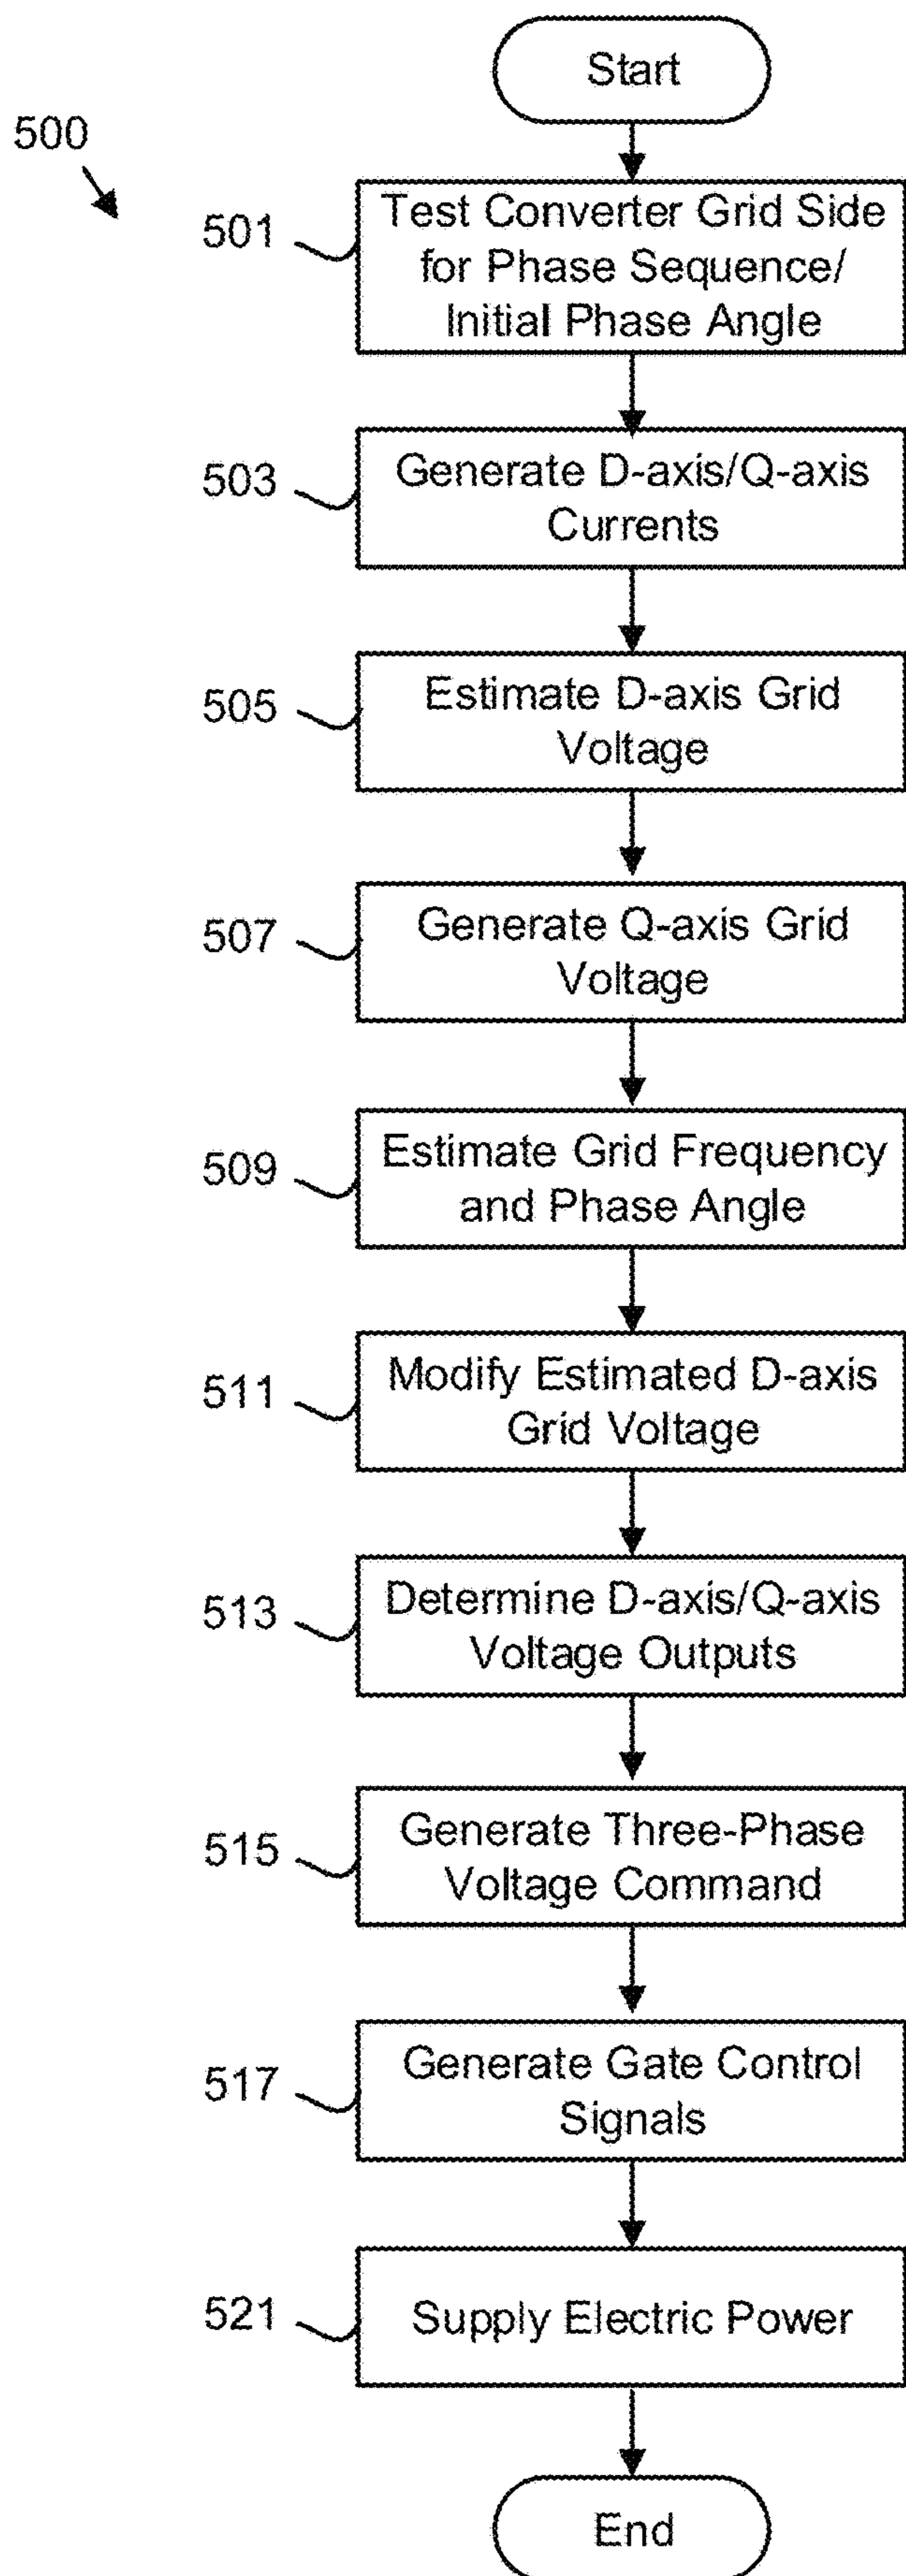 Start
500
501
Test Converter Grid Side
for Phase Sequence/
Initial Phase Angle
503
Generate D-axis/Q-axis
Currents
505
Estimate D-axis Grid
Voltage
507
Generate Q-axis Grid
Voltage
509
Estimate Grid Frequency
and Phase Angle
511
Modify Estimated D-axis
Grid Voltage
513
Determine D-axis/Q-axis
Voltage Outputs
515
Generate Three-Phase
Voltage Command
517
Generate Gate Control
Signals
521
Supply Electric Power
End